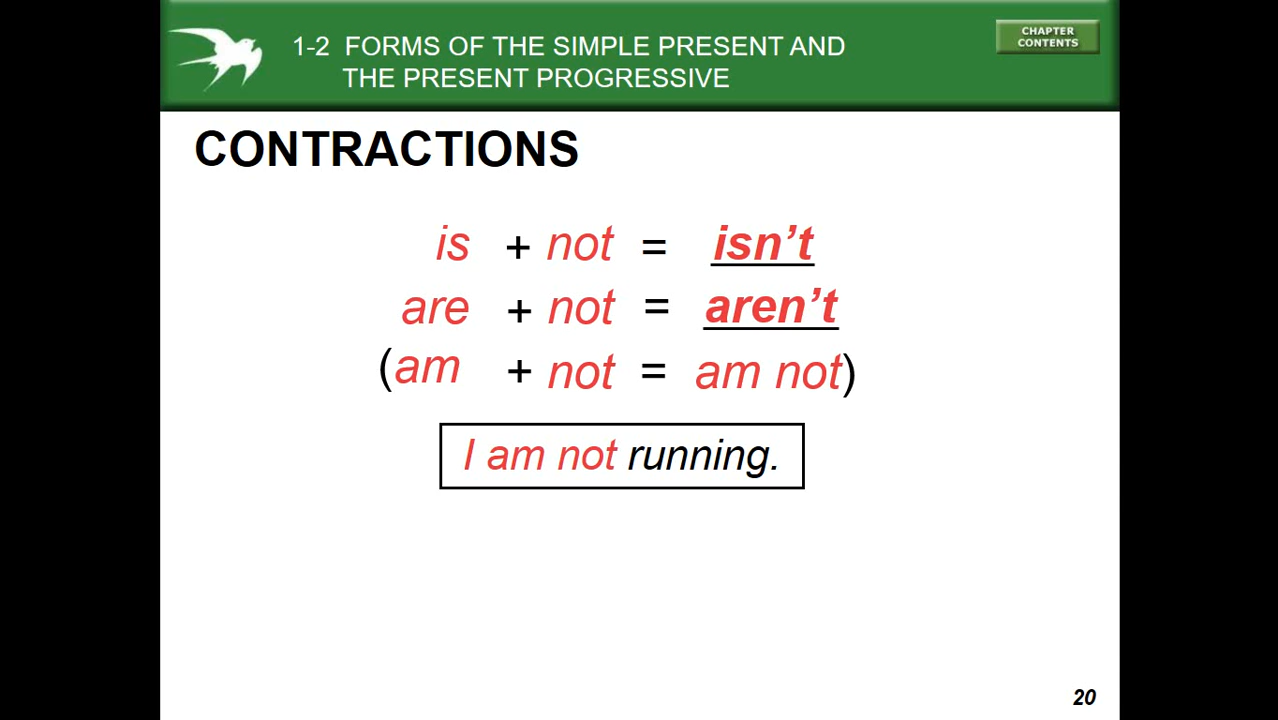 1-2 FORMS OF THE SIMPLE PRESENT AND
THE PRESENT PROGRESSIVE
CHAPTER
CONTENTS
CONTRACTIONS
is + not = isn’t
are + not = aren’t
(am + not = am not)
I am not running.
20